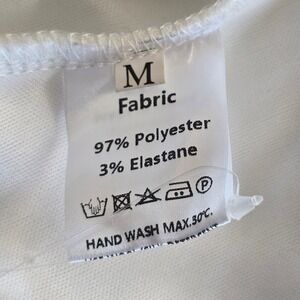 M
Fabric
97% Polyester
3% Elastane
P
HAND WASH MAX.30°C.